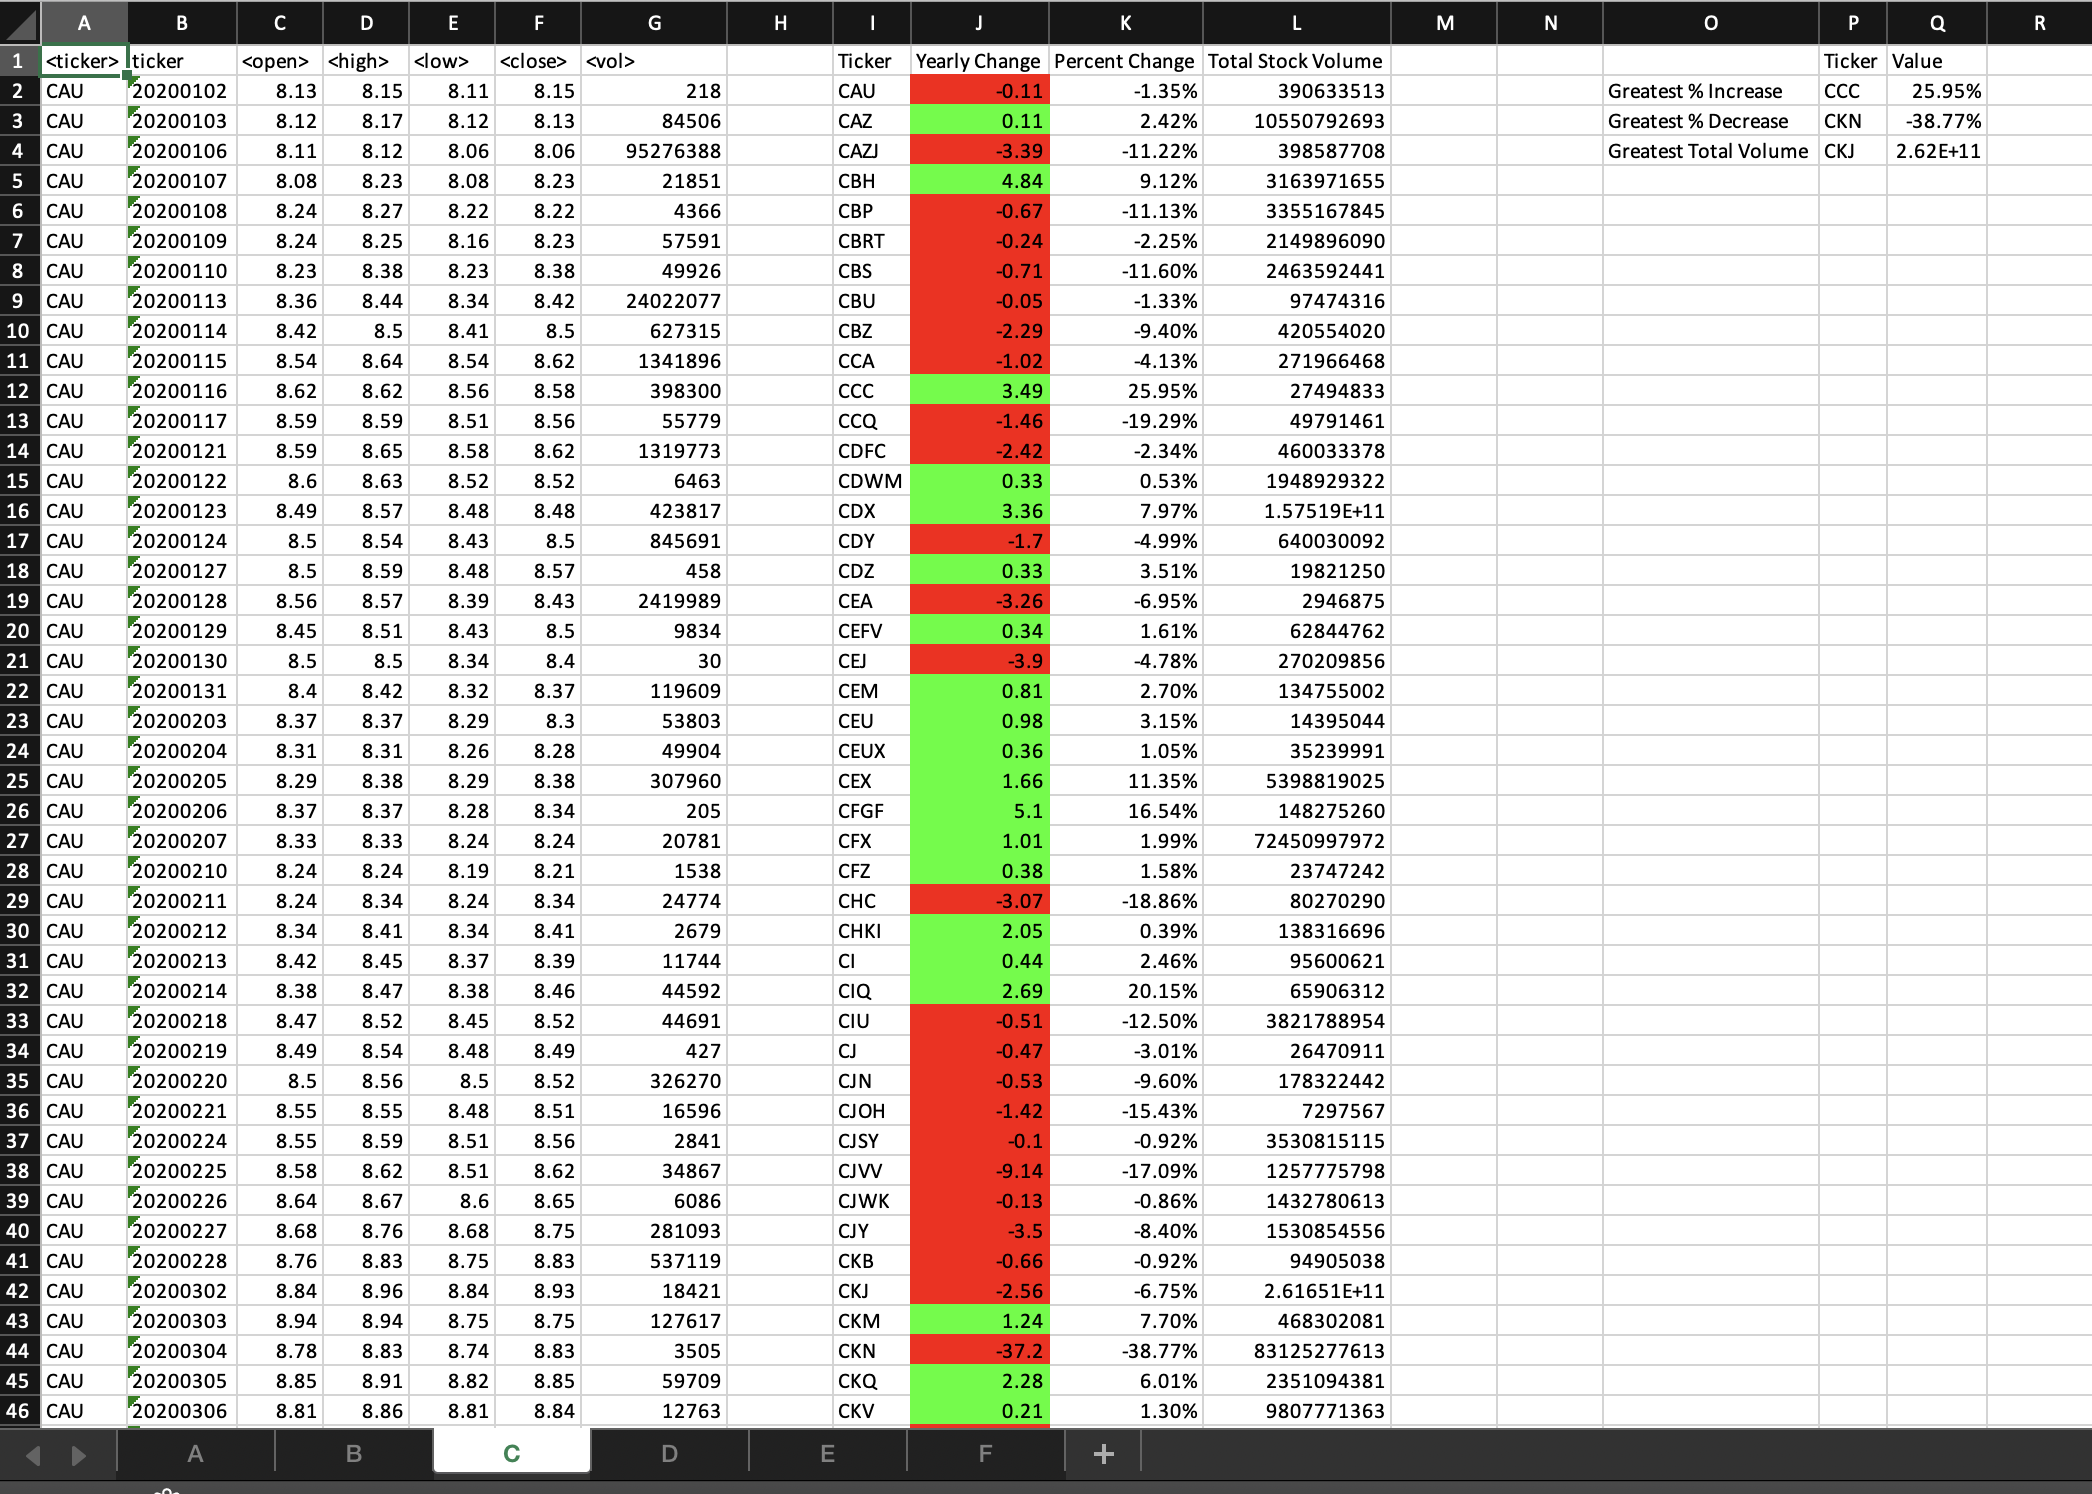 A B C D E F G H I J K L M N O P Q R
1 <ticker> ticker <open> <high> <low> <close> <vol> Ticker Yearly Change Percent Change Total Stock Volume Ticker Value
2 CAU 20200102 8.13 8.15 8.11 8.15 218 CAU -0.11 -1.35% 390633513 Greatest % Increase CCC 25.95%
3 CAU 20200103 8.12 8.17 8.12 8.13 84506 CAZ 0.11 2.42% 10550792693 Greatest % Decrease CKN -38.77%
4 CAU 20200106 8.11 8.12 8.06 8.06 95276388 CAZJ -3.39 -11.22% 398587708 Greatest Total Volume CKJ 2.62E+11
5 CAU 20200107 8.08 8.23 8.08 8.23 21851 CBH 4.84 9.12% 3163971655
6 CAU 20200108 8.24 8.27 8.22 8.22 4366 CBP -0.67 -11.13% 3355167845
7 CAU 20200109 8.24 8.25 8.16 8.23 57591 CBRT -0.24 -2.25% 2149896090
8 CAU 20200110 8.23 8.38 8.23 8.38 49926 CBS -0.71 -11.60% 2463592441
9 CAU 20200113 8.36 8.44 8.34 8.42 24022077 CBU -0.05 -1.33% 97474316
10 CAU 20200114 8.42 8.5 8.41 8.5 627315 CBZ -2.29 -9.40% 420554020
11 CAU 20200115 8.54 8.64 8.54 8.62 1341896 CCA -1.02 -4.13% 271966468
12 CAU 20200116 8.62 8.62 8.56 8.58 398300 CCC 3.49 25.95% 27494833
13 CAU 20200117 8.59 8.59 8.51 8.56 55779 CCQ -1.46 -19.29% 49791461
14 CAU 20200121 8.59 8.65 8.58 8.62 1319773 CDFC -2.42 -2.34% 460033378
15 CAU 20200122 8.6 8.63 8.52 8.52 6463 CDWM 0.33 0.53% 1948929322
16 CAU 20200123 8.49 8.57 8.48 8.48 423817 CDX 3.36 7.97% 1.57519E+11
17 CAU 20200124 8.5 8.54 8.43 8.5 845691 CDY -1.7 -4.99% 640030092
18 CAU 20200127 8.5 8.59 8.48 8.57 458 CDZ 0.33 3.51% 19821250
19 CAU 20200128 8.56 8.57 8.39 8.43 2419989 CEA -3.26 -6.95% 2946875
20 CAU 20200129 8.45 8.51 8.43 8.5 9834 CEFV 0.34 1.61% 62844762
21 CAU 20200130 8.5 8.5 8.34 8.4 30 CEJ -3.9 -4.78% 270209856
22 CAU 20200131 8.4 8.42 8.32 8.37 119609 CEM 0.81 2.70% 134755002
23 CAU 20200203 8.37 8.37 8.29 8.3 53803 CEU 0.98 3.15% 14395044
24 CAU 20200204 8.31 8.31 8.26 8.28 49904 CEUX 0.36 1.05% 35239991
25 CAU 20200205 8.29 8.38 8.29 8.38 307960 CEX 1.66 11.35% 5398819025
26 CAU 20200206 8.37 8.37 8.28 8.34 205 CFGF 5.1 16.54% 148275260
27 CAU 20200207 8.33 8.33 8.24 8.24 20781 CFX 1.01 1.99% 72450997972
28 CAU 20200210 8.24 8.24 8.19 8.21 1538 CFZ 0.38 1.58% 23747242
29 CAU 20200211 8.24 8.34 8.24 8.34 24774 CHC -3.07 -18.86% 80270290
30 CAU 20200212 8.34 8.41 8.34 8.41 2679 CHKI 2.05 0.39% 138316696
31 CAU 20200213 8.42 8.45 8.37 8.39 11744 CI 0.44 2.46% 95600621
32 CAU 20200214 8.38 8.47 8.38 8.46 44592 CIQ 2.69 20.15% 65906312
33 CAU 20200218 8.47 8.52 8.45 8.52 44691 CIU -0.51 -12.50% 3821788954
34 CAU 20200219 8.49 8.54 8.48 8.49 427 CJ -0.47 -3.01% 26470911
35 CAU 20200220 8.5 8.56 8.5 8.52 326270 CJN -0.53 -9.60% 178322442
36 CAU 20200221 8.55 8.55 8.48 8.51 16596 CJOH -1.42 -15.43% 7297567
37 CAU 20200224 8.55 8.59 8.51 8.56 2841 CJSY -0.1 -0.92% 3530815115
38 CAU 20200225 8.58 8.62 8.51 8.62 34867 CJVV -9.14 -17.09% 1257775798
39 CAU 20200226 8.64 8.67 8.6 8.65 6086 CJWK -0.13 -0.86% 1432780613
40 CAU 20200227 8.68 8.76 8.68 8.75 281093 CJY -3.5 -8.40% 1530854556
41 CAU 20200228 8.76 8.83 8.75 8.83 537119 CKB -0.66 -0.92% 94905038
42 CAU 20200302 8.84 8.96 8.84 8.93 18421 CKJ -2.56 -6.75% 2.61651E+11
43 CAU 20200303 8.94 8.94 8.75 8.75 127617 CKM 1.24 7.70% 468302081
44 CAU 20200304 8.78 8.83 8.74 8.83 3505 CKN -37.2 -38.77% 83125277613
45 CAU 20200305 8.85 8.91 8.82 8.85 59709 CKQ 2.28 6.01% 2351094381
46 CAU 20200306 8.81 8.86 8.81 8.84 12763 CKV 0.21 1.30% 9807771363
A B C D E F +